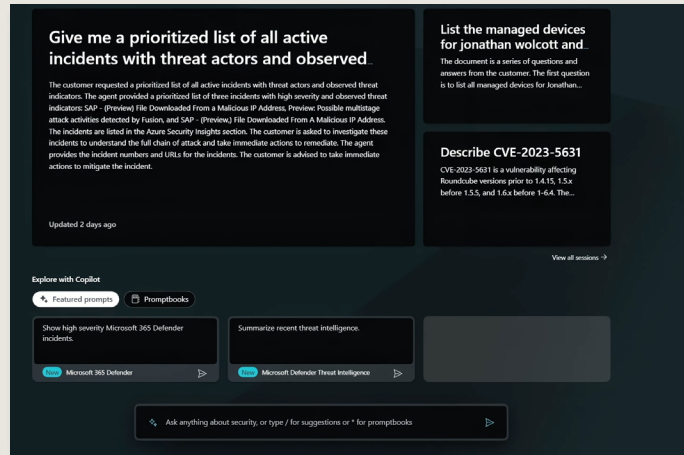 Give me a prioritized list of all active
incidents with threat actors and observed...
The customer requested a prioritized list of all active incidents with threat actors and observed threat
indicators. The agent provided a prioritized list of three incidents with high severity and observed threat
indicators: SAP - (Preview) File Downloaded From a Malicious IP Address, Preview: Possible multistage
attack activities detected by Fusion, and SAP - (Preview,) File Downloaded From A Malicious IP Address.
The incidents are listed in the Azure Security Insights section. The customer is asked to investigate these
incidents to understand the full chain of attack and take immediate actions to remediate. The agent
provides the incident numbers and URLs for the incidents. The customer is advised to take immediate
actions to mitigate the incident.
Updated 2 days ago
List the managed devices
for jonathan wolcott and...
The document is a series of questions and
answers from the customer. The first question
is to list all managed devices for Jonathan...
Describe CVE-2023-5631
CVE-2023-5631 is a vulnerability affecting
Roundcube versions prior to 1.4.15, 1.5.x
before 1.5.5, and 1.6.x before 1-6.4. The...
View all sessions →
Explore with Copilot
Featured prompts
Promptbooks
Show high severity Microsoft 365 Defender
incidents.
New Microsoft 365 Defender
Summarize recent threat intelligence.
New Microsoft Defender Threat Intelligence
Ask anything about security, or type / for suggestions or * for promptbooks